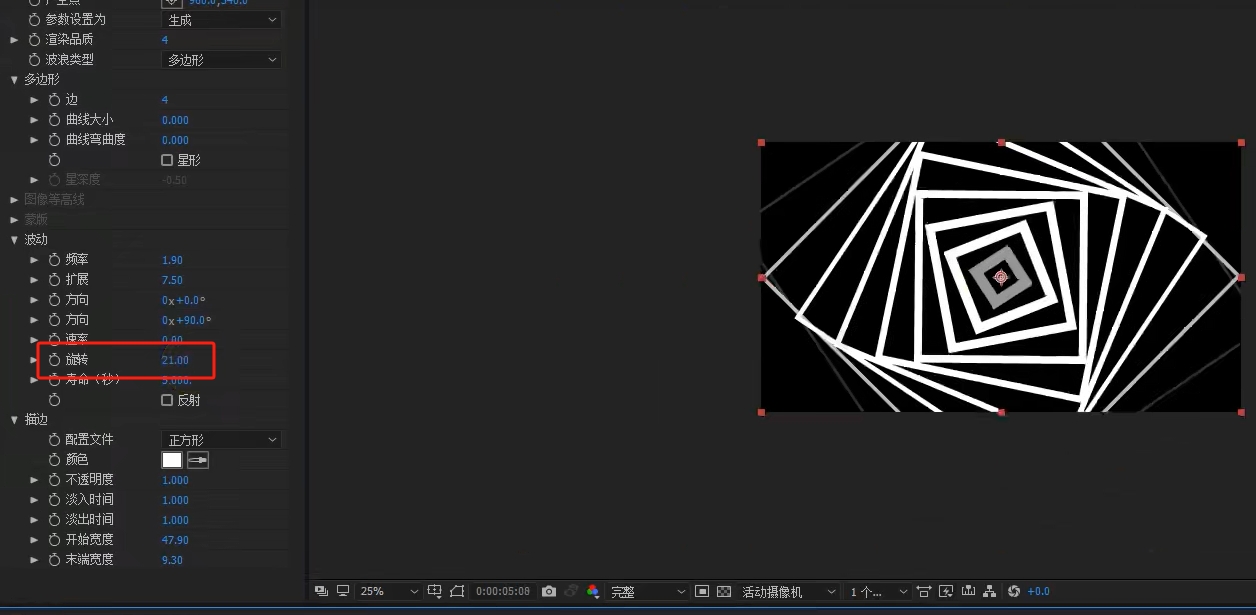 参数设置为 生成
渲染品质 4
波浪类型 多边形
多边形
边 4
曲线大小 0.000
曲线弯曲度 0.000
星形
星深度 -0.50
图像等高线
蒙版
波动
频率 1.90
扩展 7.50
方向 0x+0.0°
方向 0x+90.0°
速率 0.00
旋转 21.00
寿命（秒） 5.000
反射
描边
配置文件 正方形
颜色
不透明度 1.000
淡入时间 1.000
淡出时间 1.000
开始宽度 47.90
末端宽度 9.30
25% 0:00:05:08 完整 活动摄像机 1 个... +0.0